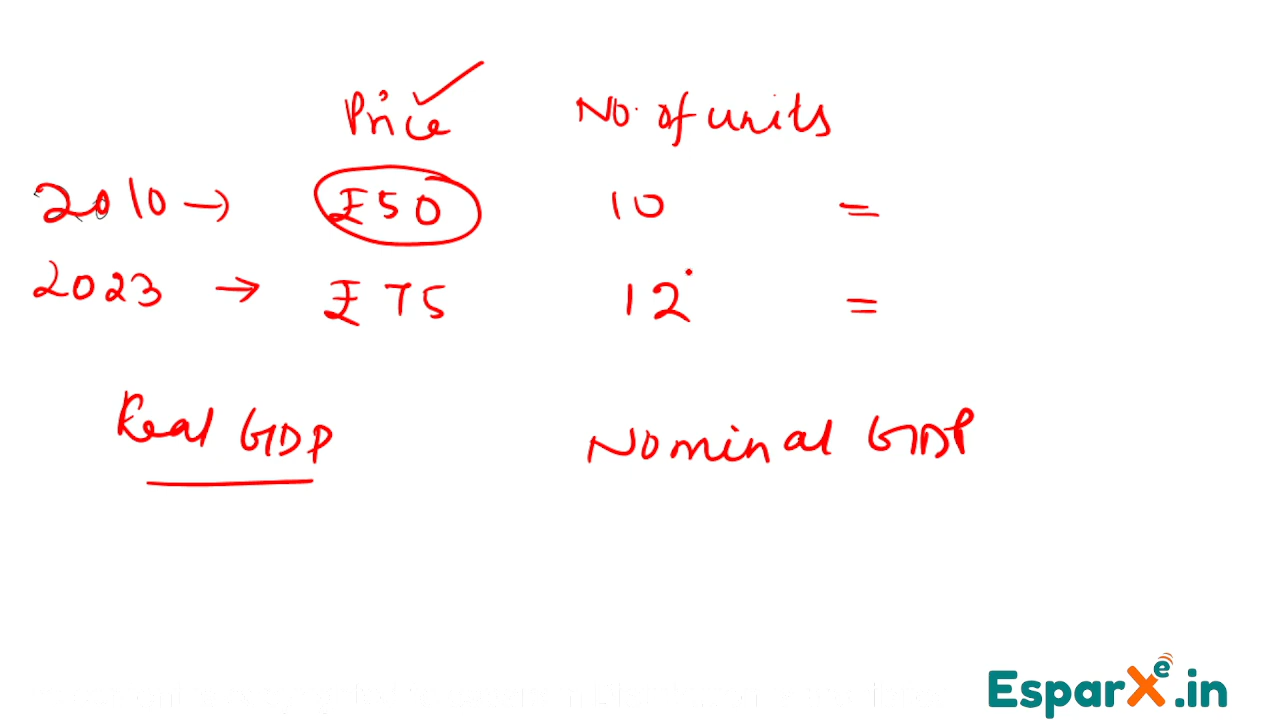 Price ✓ No. of units
2010 → ₹50 10 =
2023 → ₹75 12 =
Real GDP Nominal GDP
EsparXe.in